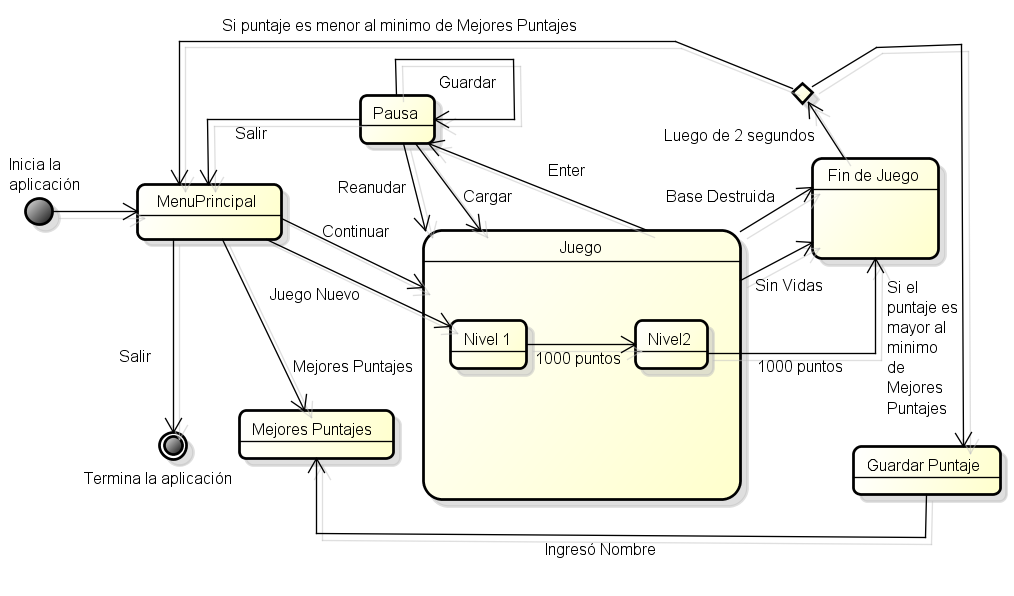 Si puntaje es menor al minimo de Mejores Puntajes
Guardar
Pausa
Salir
Luego de 2 segundos
Inicia la
aplicación
Enter
Fin de Juego
Reanudar
Cargar
Base Destruida
MenuPrincipal
Continuar
Juego
Juego Nuevo
Sin Vidas
Si el
puntaje es
mayor al
minimo
de
Mejores
Puntajes
Nivel 1
1000 puntos
Nivel2
1000 puntos
Salir
Mejores Puntajes
Mejores Puntajes
Guardar Puntaje
Termina la aplicación
Ingresó Nombre